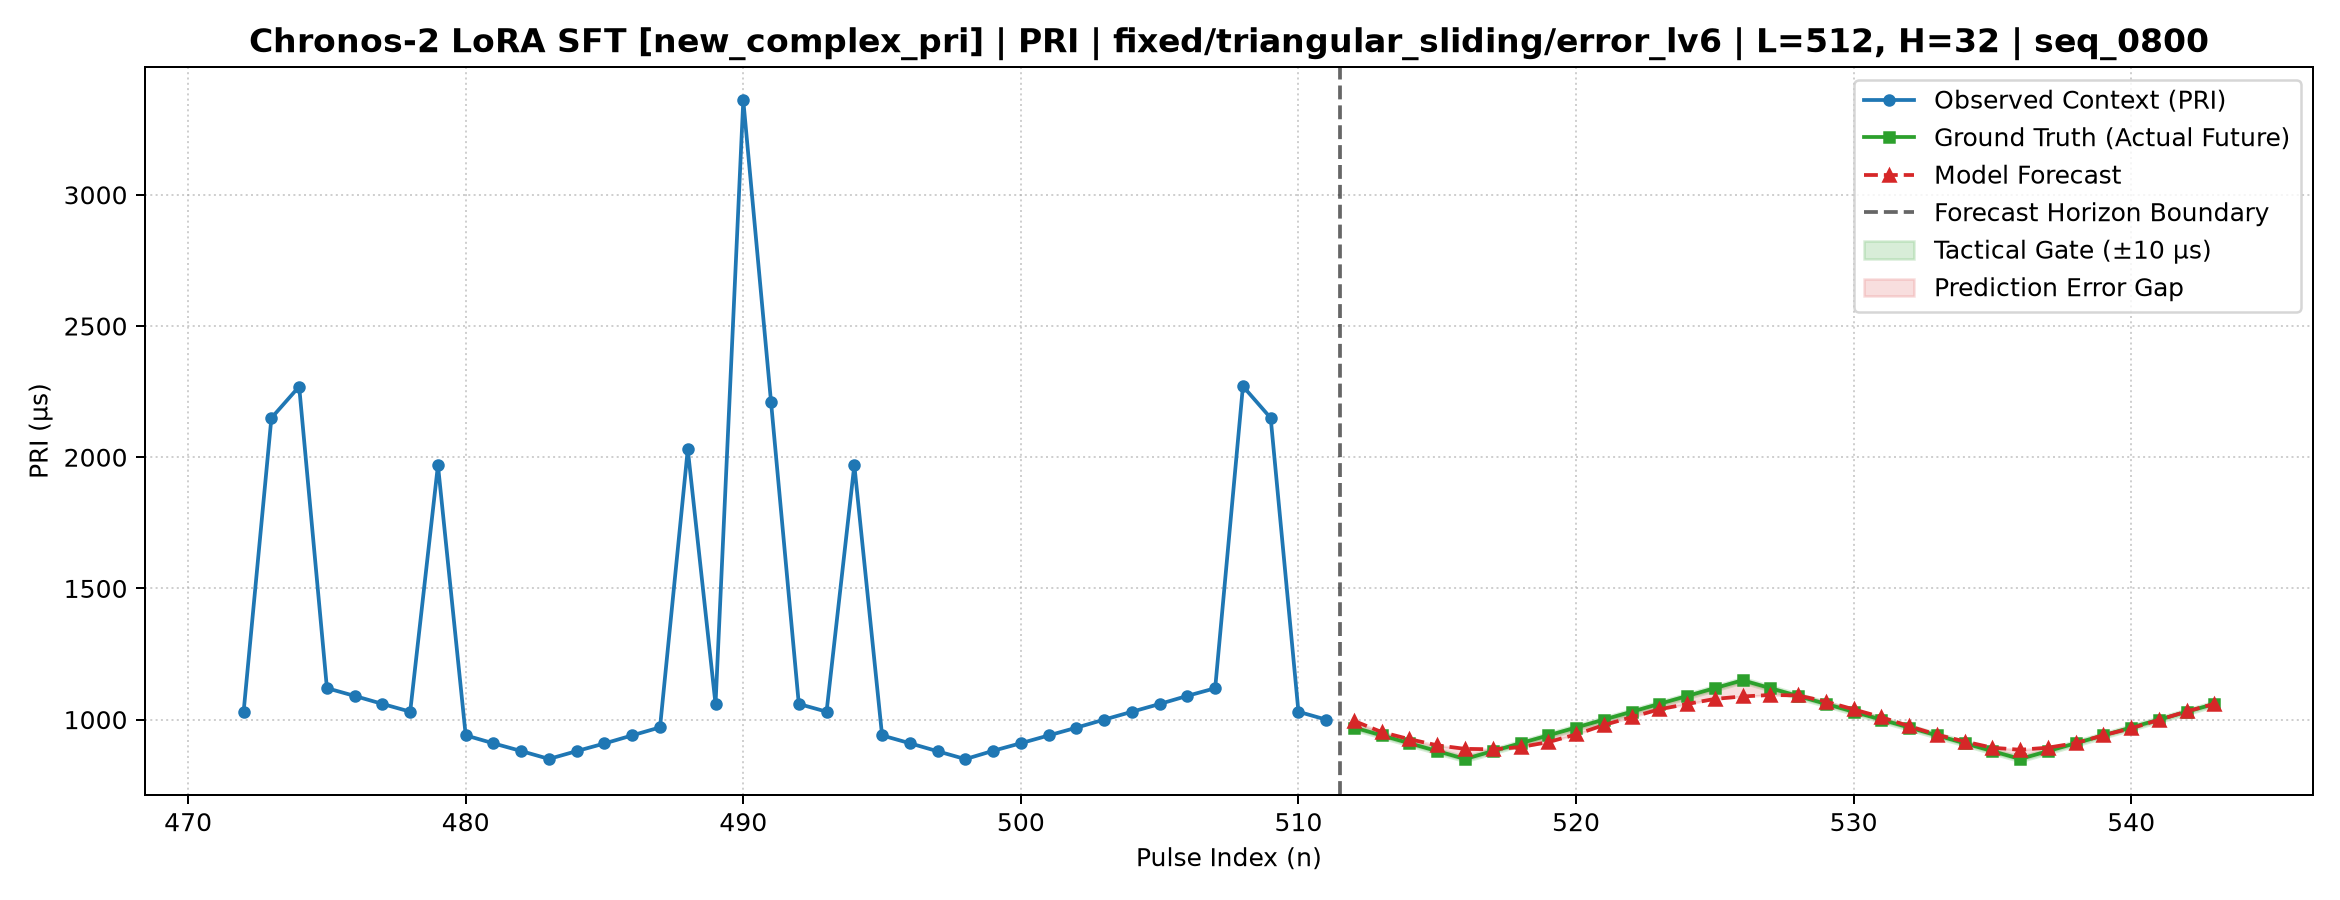 Chronos-2 LoRA SFT [new_complex_pri] | PRI | fixed/triangular_sliding/error_lv6 | L=512, H=32 | seq_0800
Observed Context (PRI)
Ground Truth (Actual Future)
Model Forecast
Forecast Horizon Boundary
Tactical Gate (±10 µs)
Prediction Error Gap
PRI (µs)
3000
2500
2000
1500
1000
470 480 490 500 510 520 530 540
Pulse Index (n)